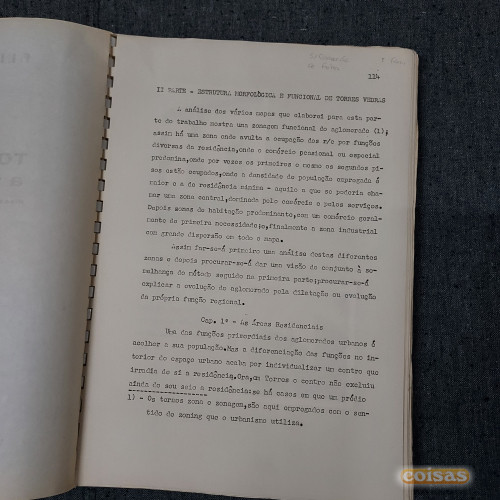 114
II PARTE - ESTRUTURA MORFOLÓGICA E FUNCIONAL DE TORRES VEDRAS
A análise dos vários mapas que elaborei para esta par-
te do trabalho mostra uma zonagem funcional do aglomerado (1),
assim há uma zona onde avulta a ocupação dos r/c por funções
diversas da residência, onde o comércio pensional ou especial
predomina, onde por vezes os primeiros e mesmo os segundos pi-
sos estão ocupados, onde a densidade de população empregada é
maior e a de residência mínima - aquilo a que se poderia cha-
mar uma zona central, dominada pelo comércio e pelos serviços.
Depois zonas de habitação predominante, com um comércio geral-
mente de primeira necessidade; e, finalmente a zona industrial
com grande dispersão em todo o mapa.
Assim far-se-á primeiro uma análise destas diferentes
zonas e depois procurar-se-á dar uma visão de conjunto à se-
melhança do método seguido na primeira parte; procurar-se-á
explicar a evolução do aglomerado pela dilatação ou evolução
da própria função regional.
Cap. 1º - As Áreas Residenciais
Uma das funções primordiais dos aglomerados urbanos é
acolher a sua população. Mas a diferenciação das funções no in-
terior do espaço urbano acaba por individualizar um centro que
irradia de si a residência. Ora, em Torres o centro não excluiu
ainda de seu seio a residência: se há casos em que um prédio
1) - Os termos zona e zonagem, são aqui empregados com o sen-
tido de zoning que o urbanismo utiliza.
coisas